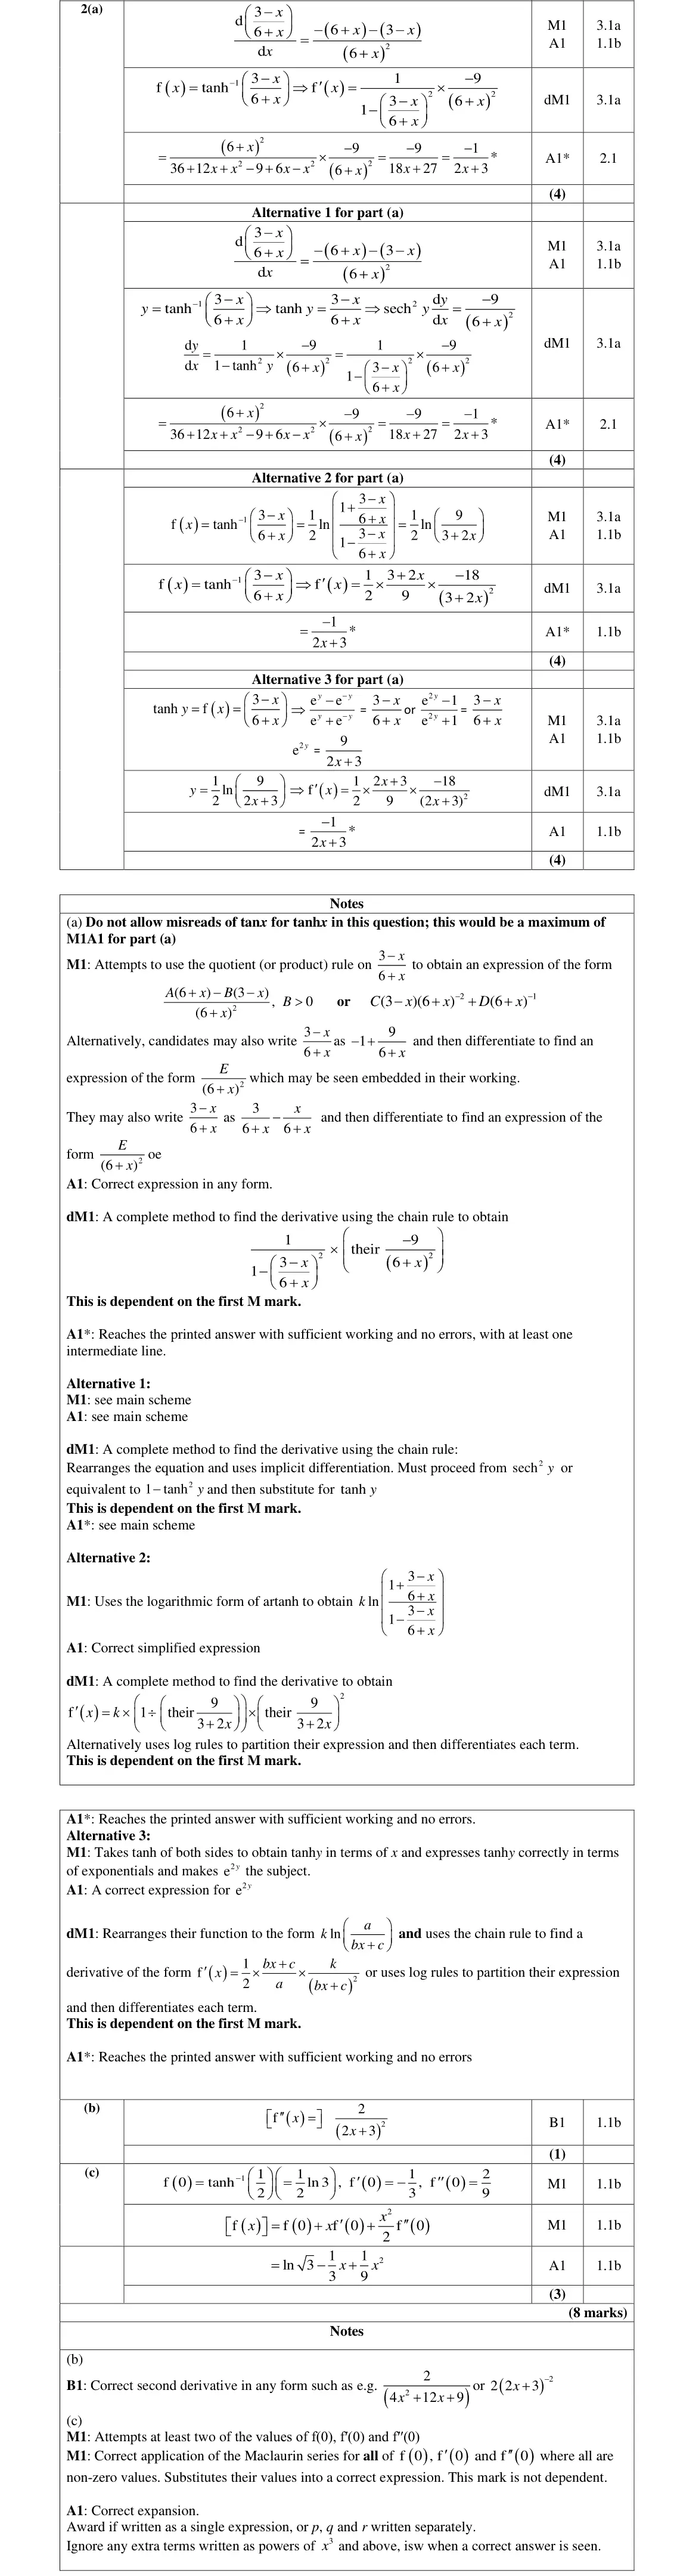 2(a)
d((3−x)/(6+x))/dx = (−(6+x)−(3−x))/(6+x)² M1 A1 3.1a 1.1b
f(x) = tanh⁻¹((3−x)/(6+x)) ⇒ f′(x) = 1/(1−((3−x)/(6+x))²) × −9/(6+x)² dM1 3.1a
= (6+x)²/(36+12x+x²−9+6x−x²) × −9/(6+x)² = −9/(18x+27) = −1/(2x+3) * A1* 2.1
(4)
Alternative 1 for part (a)
d((3−x)/(6+x))/dx = (−(6+x)−(3−x))/(6+x)² M1 A1 3.1a 1.1b
y = tanh⁻¹((3−x)/(6+x)) ⇒ tanh y = (3−x)/(6+x) ⇒ sech² y dy/dx = −9/(6+x)²
dy/dx = 1/(1−tanh² y) × −9/(6+x)² = 1/(1−((3−x)/(6+x))²) × −9/(6+x)² dM1 3.1a
= (6+x)²/(36+12x+x²−9+6x−x²) × −9/(6+x)² = −9/(18x+27) = −1/(2x+3) * A1* 2.1
(4)
Alternative 2 for part (a)
f(x) = tanh⁻¹((3−x)/(6+x)) = ½ ln((1+(3−x)/(6+x))/(1−(3−x)/(6+x))) = ½ ln(9/(3+2x)) M1 A1 3.1a 1.1b
f(x) = tanh⁻¹((3−x)/(6+x)) ⇒ f′(x) = 1/2 × (3+2x)/9 × −18/(3+2x)² dM1 3.1a
= −1/(2x+3) * A1* 1.1b
(4)
Alternative 3 for part (a)
tanh y = f(x) = ((3−x)/(6+x)) ⇒ (eʸ−e⁻ʸ)/(eʸ+e⁻ʸ) = (3−x)/(6+x) or (e²ʸ−1)/(e²ʸ+1) = (3−x)/(6+x)
e²ʸ = 9/(2x+3) M1 A1 3.1a 1.1b
y = ½ ln(9/(2x+3)) ⇒ f′(x) = 1/2 × (2x+3)/9 × −18/(2x+3)² dM1 3.1a
= −1/(2x+3) * A1 1.1b
(4)
Notes
(a) Do not allow misreads of tanx for tanhx in this question; this would be a maximum of
M1A1 for part (a)
M1: Attempts to use the quotient (or product) rule on (3−x)/(6+x) to obtain an expression of the form
(A(6+x)−B(3−x))/(6+x)², B>0 or C(3−x)(6+x)⁻²+D(6+x)⁻¹
Alternatively, candidates may also write (3−x)/(6+x) as −1+9/(6+x) and then differentiate to find an
expression of the form E/(6+x)² which may be seen embedded in their working.
They may also write (3−x)/(6+x) as 3/(6+x) − x/(6+x) and then differentiate to find an expression of the
form E/(6+x)² oe
A1: Correct expression in any form.
dM1: A complete method to find the derivative using the chain rule to obtain
1/(1−((3−x)/(6+x))²) × (their −9/(6+x)²)
This is dependent on the first M mark.
A1*: Reaches the printed answer with sufficient working and no errors, with at least one
intermediate line.
Alternative 1:
M1: see main scheme
A1: see main scheme
dM1: A complete method to find the derivative using the chain rule:
Rearranges the equation and uses implicit differentiation. Must proceed from sech² y or
equivalent to 1−tanh² y and then substitute for tanh y
This is dependent on the first M mark.
A1*: see main scheme
Alternative 2:
M1: Uses the logarithmic form of artanh to obtain k ln((1+(3−x)/(6+x))/(1−(3−x)/(6+x)))
A1: Correct simplified expression
dM1: A complete method to find the derivative to obtain
f′(x) = k×(1÷(their 9/(3+2x)))×(their 9/(3+2x))²
Alternatively uses log rules to partition their expression and then differentiates each term.
This is dependent on the first M mark.
A1*: Reaches the printed answer with sufficient working and no errors.
Alternative 3:
M1: Takes tanh of both sides to obtain tanhy in terms of x and expresses tanhy correctly in terms
of exponentials and makes e²ʸ the subject.
A1: A correct expression for e²ʸ
dM1: Rearranges their function to the form k ln(a/(bx+c)) and uses the chain rule to find a
derivative of the form f′(x) = 1/2 × (bx+c)/a × k/(bx+c)² or uses log rules to partition their expression
and then differentiates each term.
This is dependent on the first M mark.
A1*: Reaches the printed answer with sufficient working and no errors
(b) [f″(x)=] 2/(2x+3)² B1 1.1b
(1)
(c) f(0) = tanh⁻¹(1/2)(= ½ ln 3), f′(0) = −1/3, f″(0) = 2/9 M1 1.1b
[f(x)] = f(0)+xf′(0)+x²/2 f″(0) M1 1.1b
= ln √3 − 1/3 x + 1/9 x² A1 1.1b
(3)
(8 marks)
Notes
(b)
B1: Correct second derivative in any form such as e.g. 2/(4x²+12x+9) or 2(2x+3)⁻²
(c)
M1: Attempts at least two of the values of f(0), f′(0) and f″(0)
M1: Correct application of the Maclaurin series for all of f(0), f′(0) and f″(0) where all are
non-zero values. Substitutes their values into a correct expression. This mark is not dependent.
A1: Correct expansion.
Award if written as a single expression, or p, q and r written separately.
Ignore any extra terms written as powers of x³ and above, isw when a correct answer is seen.